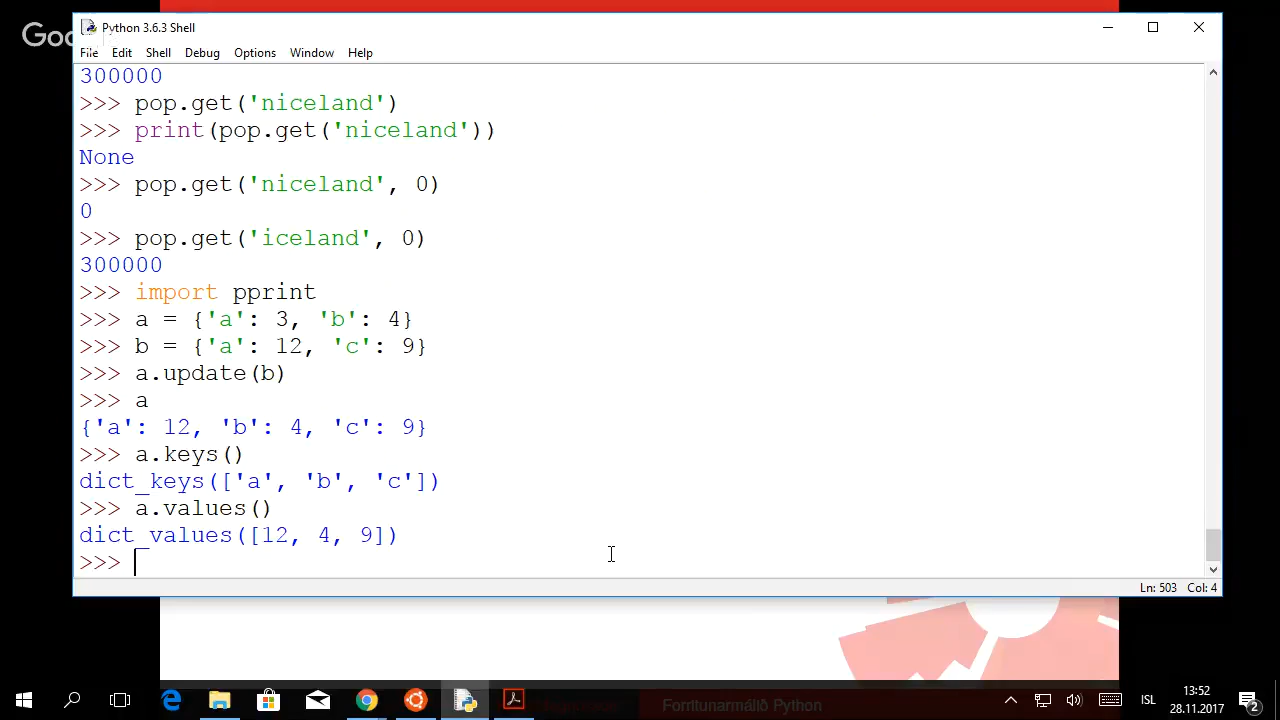 Python 3.6.3 Shell
File Edit Shell Debug Options Window Help
300000
>>> pop.get('niceland')
>>> print(pop.get('niceland'))
None
>>> pop.get('niceland', 0)
0
>>> pop.get('iceland', 0)
300000
>>> import pprint
>>> a = {'a': 3, 'b': 4}
>>> b = {'a': 12, 'c': 9}
>>> a.update(b)
>>> a
{'a': 12, 'b': 4, 'c': 9}
>>> a.keys()
dict_keys(['a', 'b', 'c'])
>>> a.values()
dict_values([12, 4, 9])
>>>
Ln: 503 Col: 4
Forritunarmálið Python
ISL
13:52
28.11.2017
2